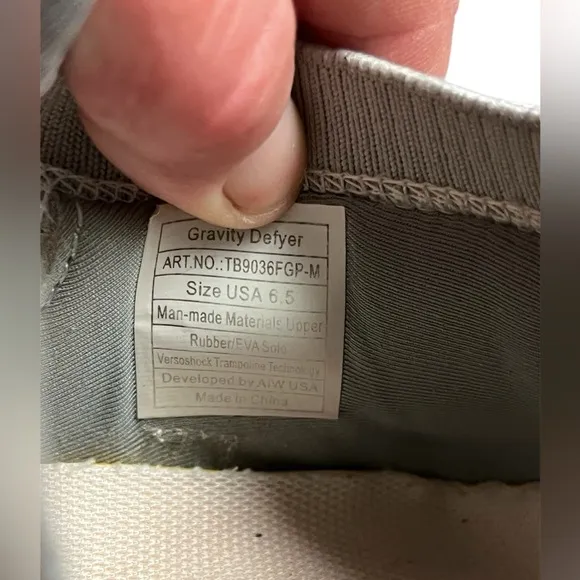 Gravity Defyer
ART.NO.:TB9036FGP-M
Size USA 6.5
Man-made Materials Upper
Rubber/EVA Sole
Versoshock Trampoline Technology
Developed by AIW USA
Made in China